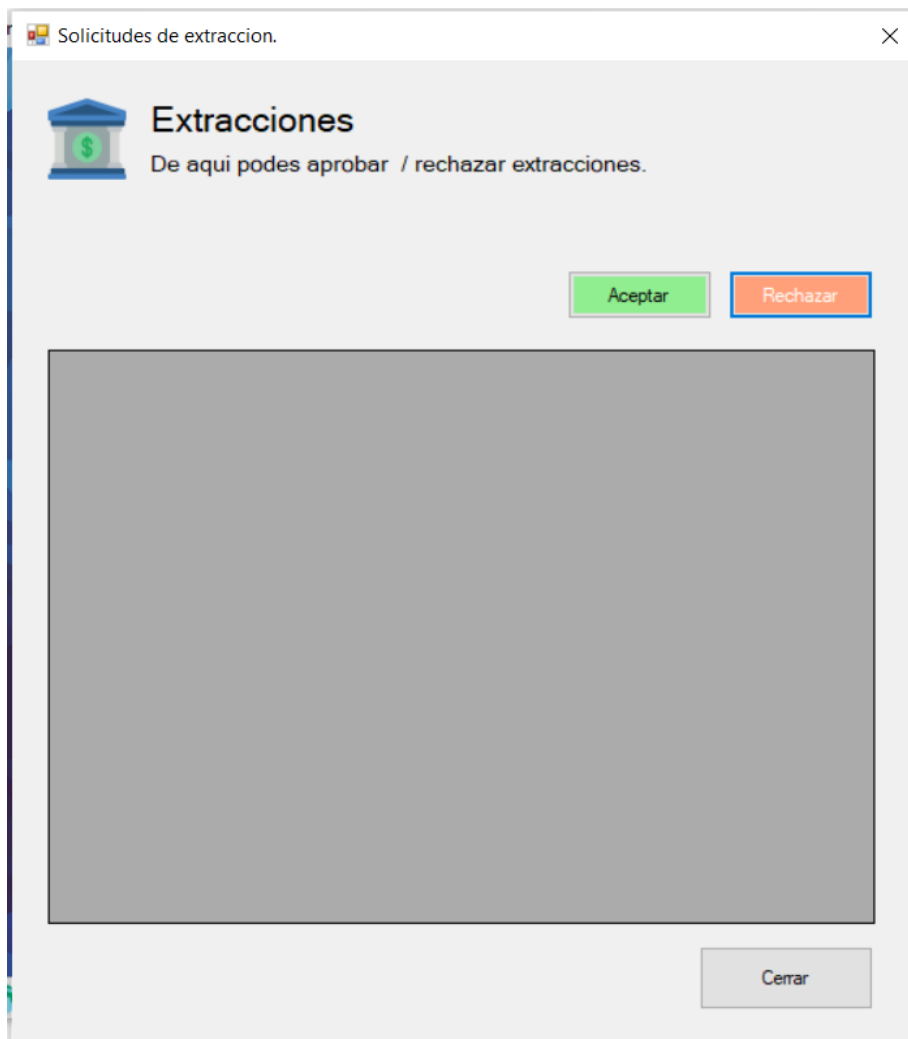 Solicitudes de extraccion.
$
Extracciones
De aqui podes aprobar / rechazar extracciones.
Aceptar
Rechazar
Cerrar